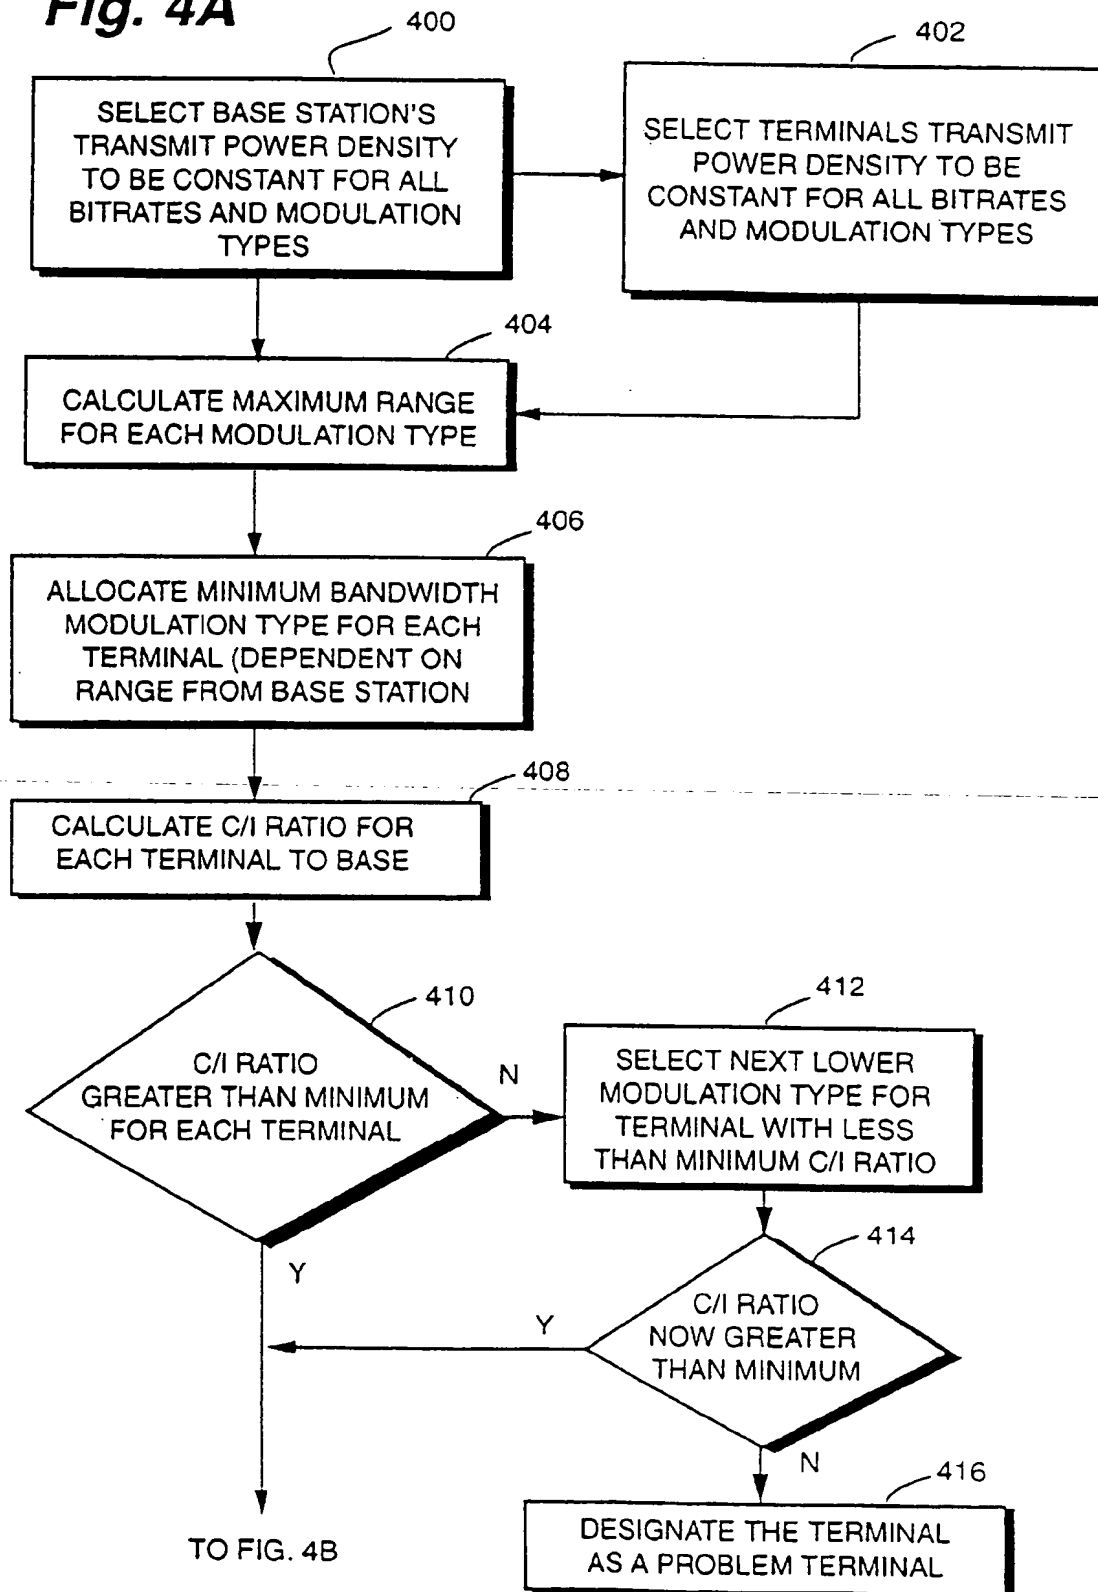 Fig. 4A
400
SELECT BASE STATION'S
TRANSMIT POWER DENSITY
TO BE CONSTANT FOR ALL
BITRATES AND MODULATION
TYPES
402
SELECT TERMINALS TRANSMIT
POWER DENSITY TO BE
CONSTANT FOR ALL BITRATES
AND MODULATION TYPES
404
CALCULATE MAXIMUM RANGE
FOR EACH MODULATION TYPE
406
ALLOCATE MINIMUM BANDWIDTH
MODULATION TYPE FOR EACH
TERMINAL (DEPENDENT ON
RANGE FROM BASE STATION
408
CALCULATE C/I RATIO FOR
EACH TERMINAL TO BASE
410
C/I RATIO
GREATER THAN MINIMUM
FOR EACH TERMINAL
N
Y
412
SELECT NEXT LOWER
MODULATION TYPE FOR
TERMINAL WITH LESS
THAN MINIMUM C/I RATIO
414
C/I RATIO
NOW GREATER
THAN MINIMUM
Y
N
416
DESIGNATE THE TERMINAL
AS A PROBLEM TERMINAL
TO FIG. 4B